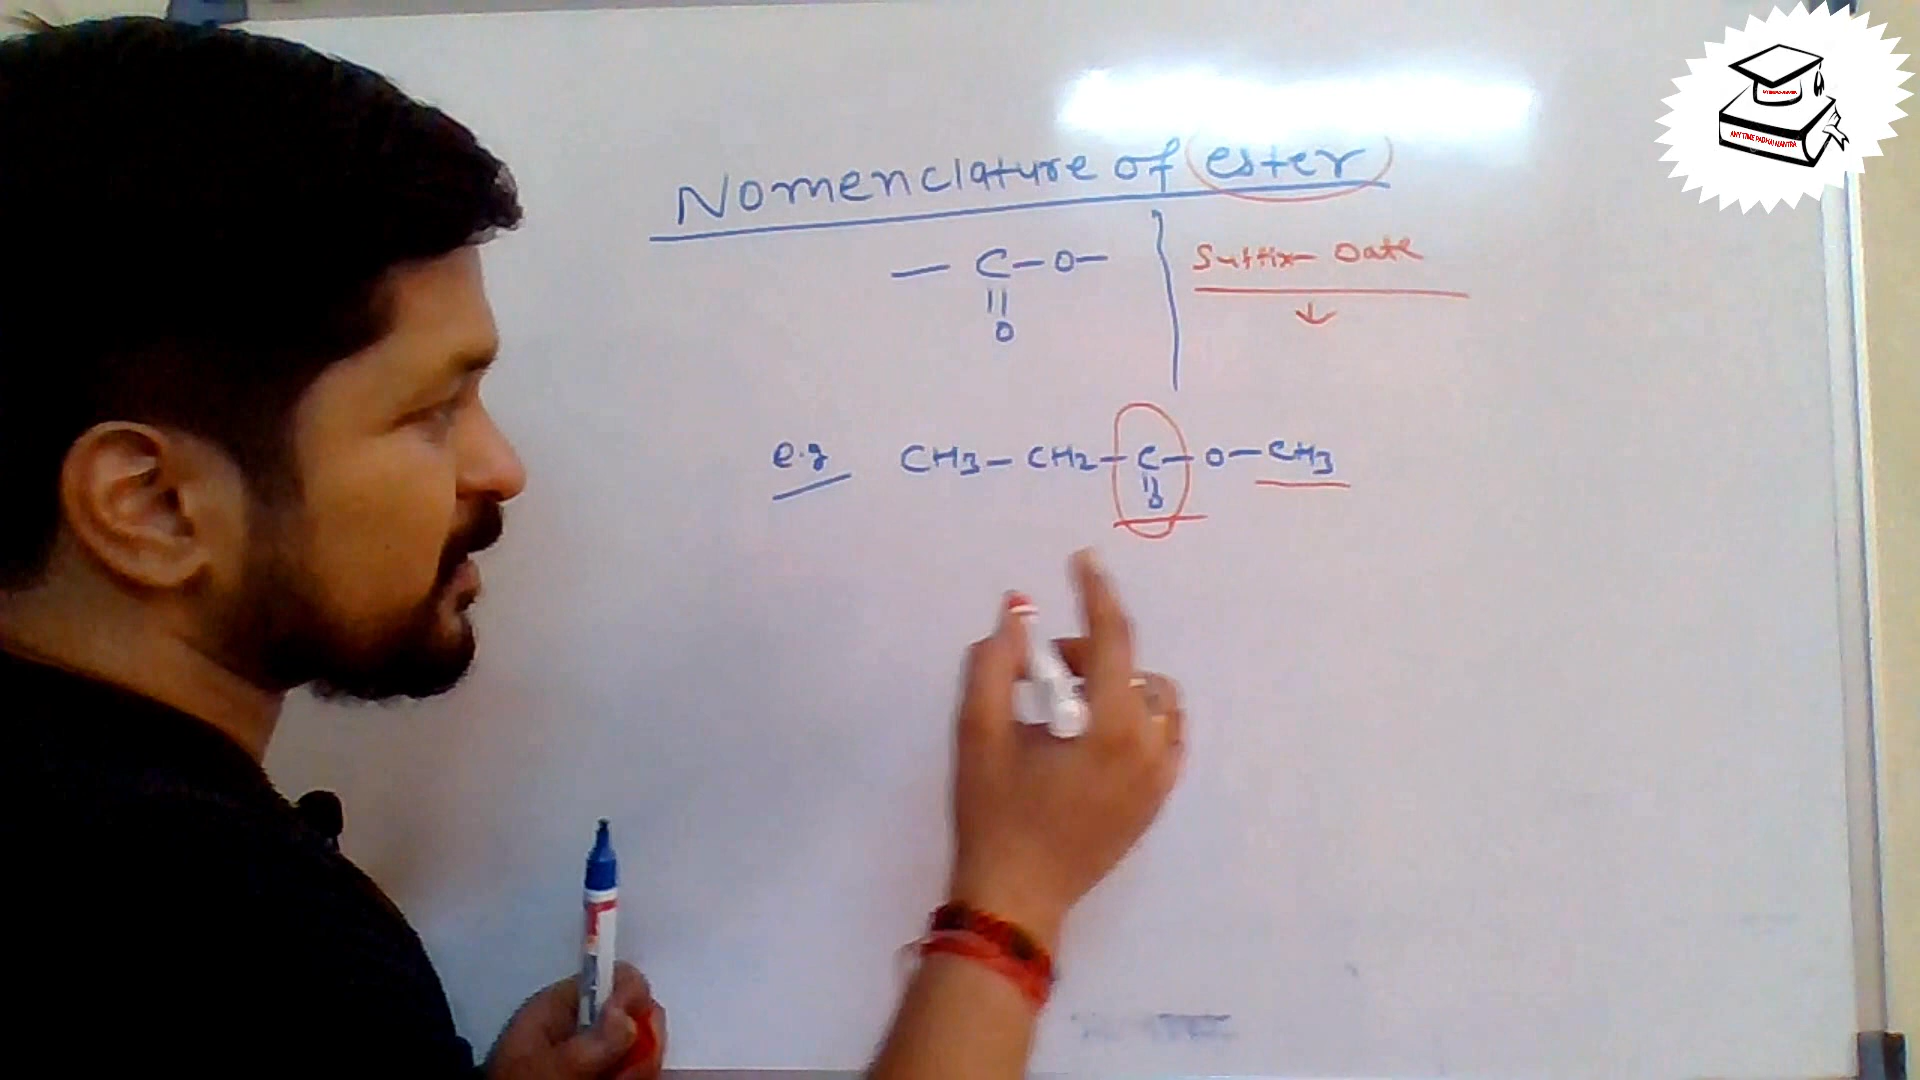 Nomenclature of ester
— C – O –
||
O
Suffix – Oate
↓
e.g CH3 – CH2 – C – O – CH3
||
O
ANY TIME PADHAI MANTRA